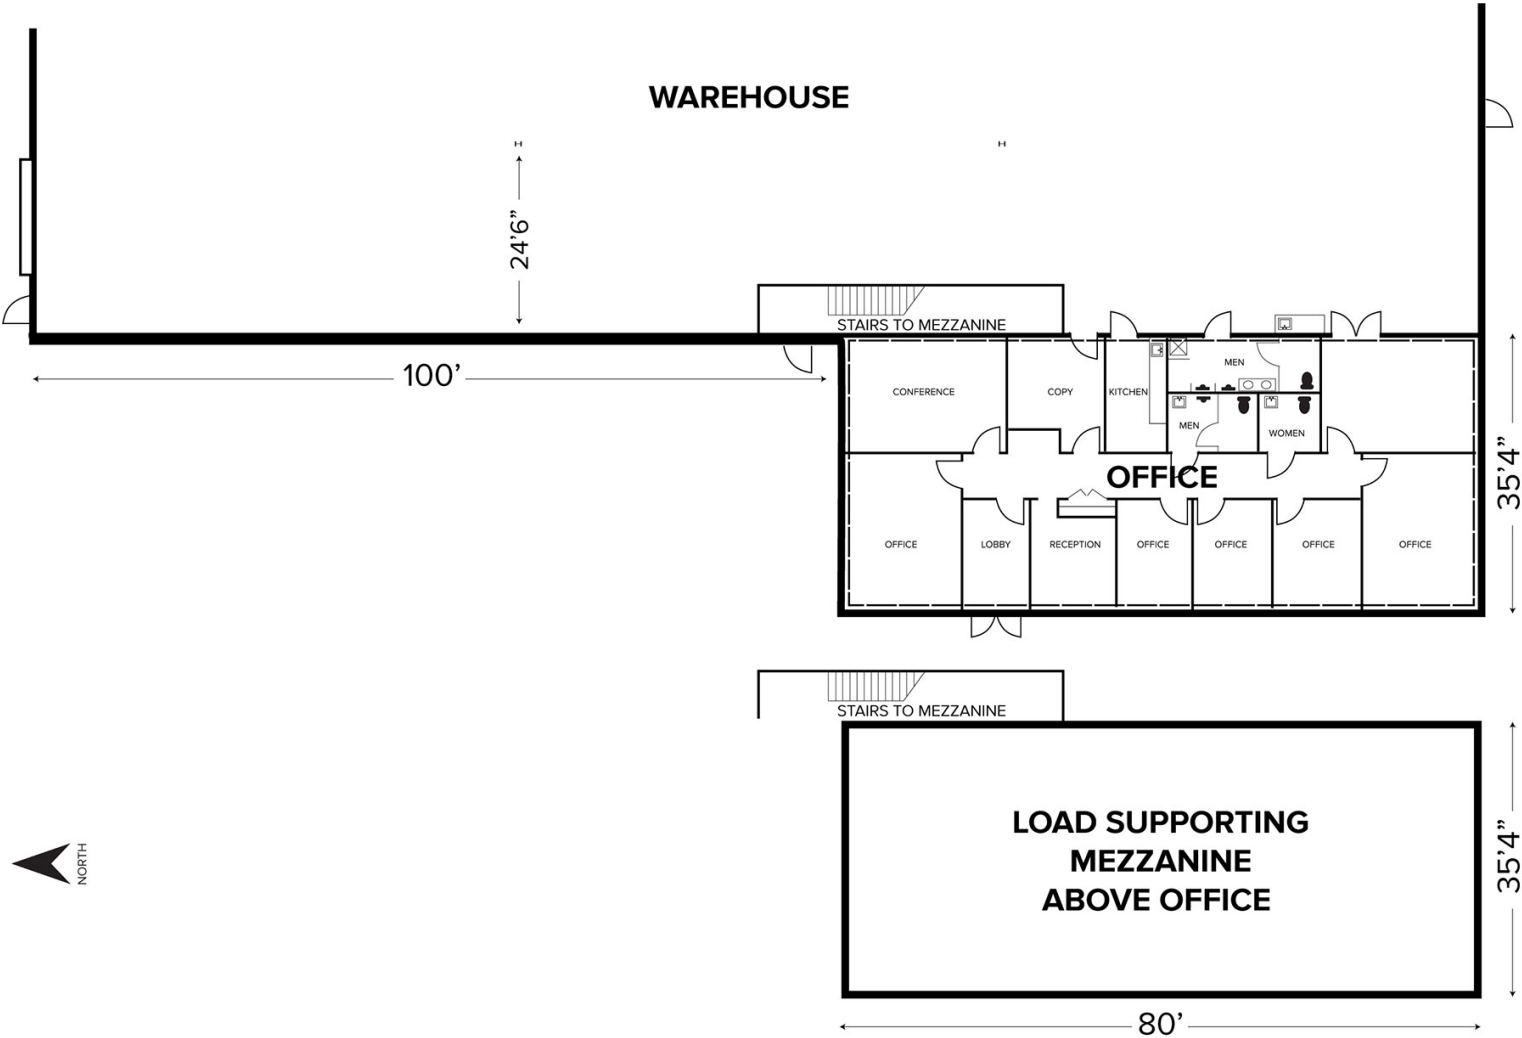 WAREHOUSE
24’6”
STAIRS TO MEZZANINE
100’
CONFERENCE
COPY
KITCHEN
MEN
MEN
WOMEN
OFFICE
35’4”
OFFICE
LOBBY
RECEPTION
OFFICE
OFFICE
OFFICE
OFFICE
STAIRS TO MEZZANINE
LOAD SUPPORTING
MEZZANINE
ABOVE OFFICE
35’4”
NORTH
80’